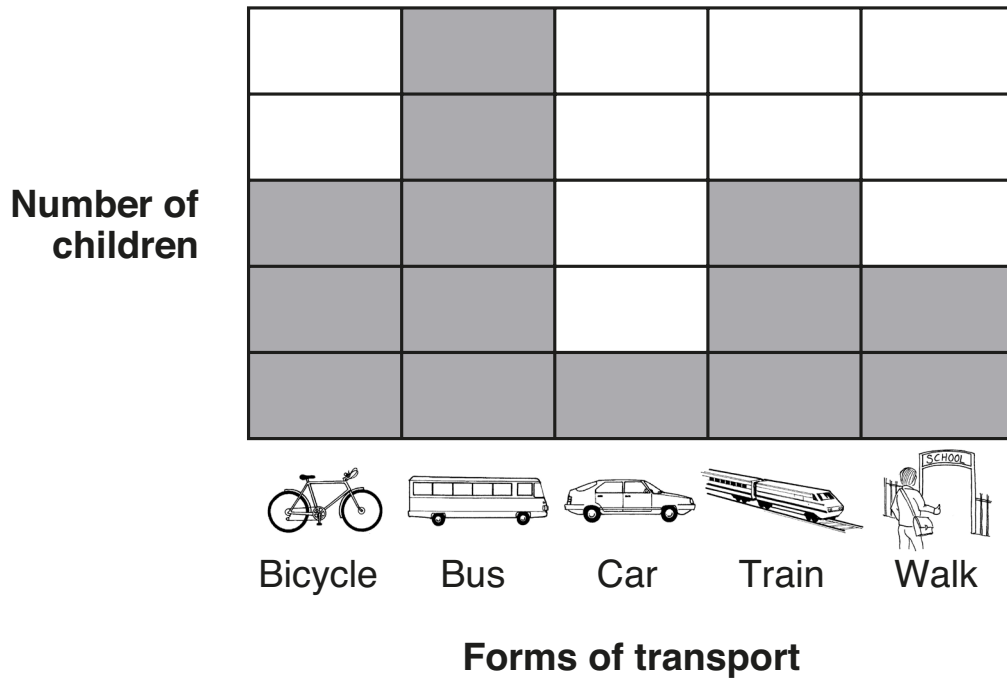 Number of
children
SCHOOL
Bicycle Bus Car Train Walk
Forms of transport